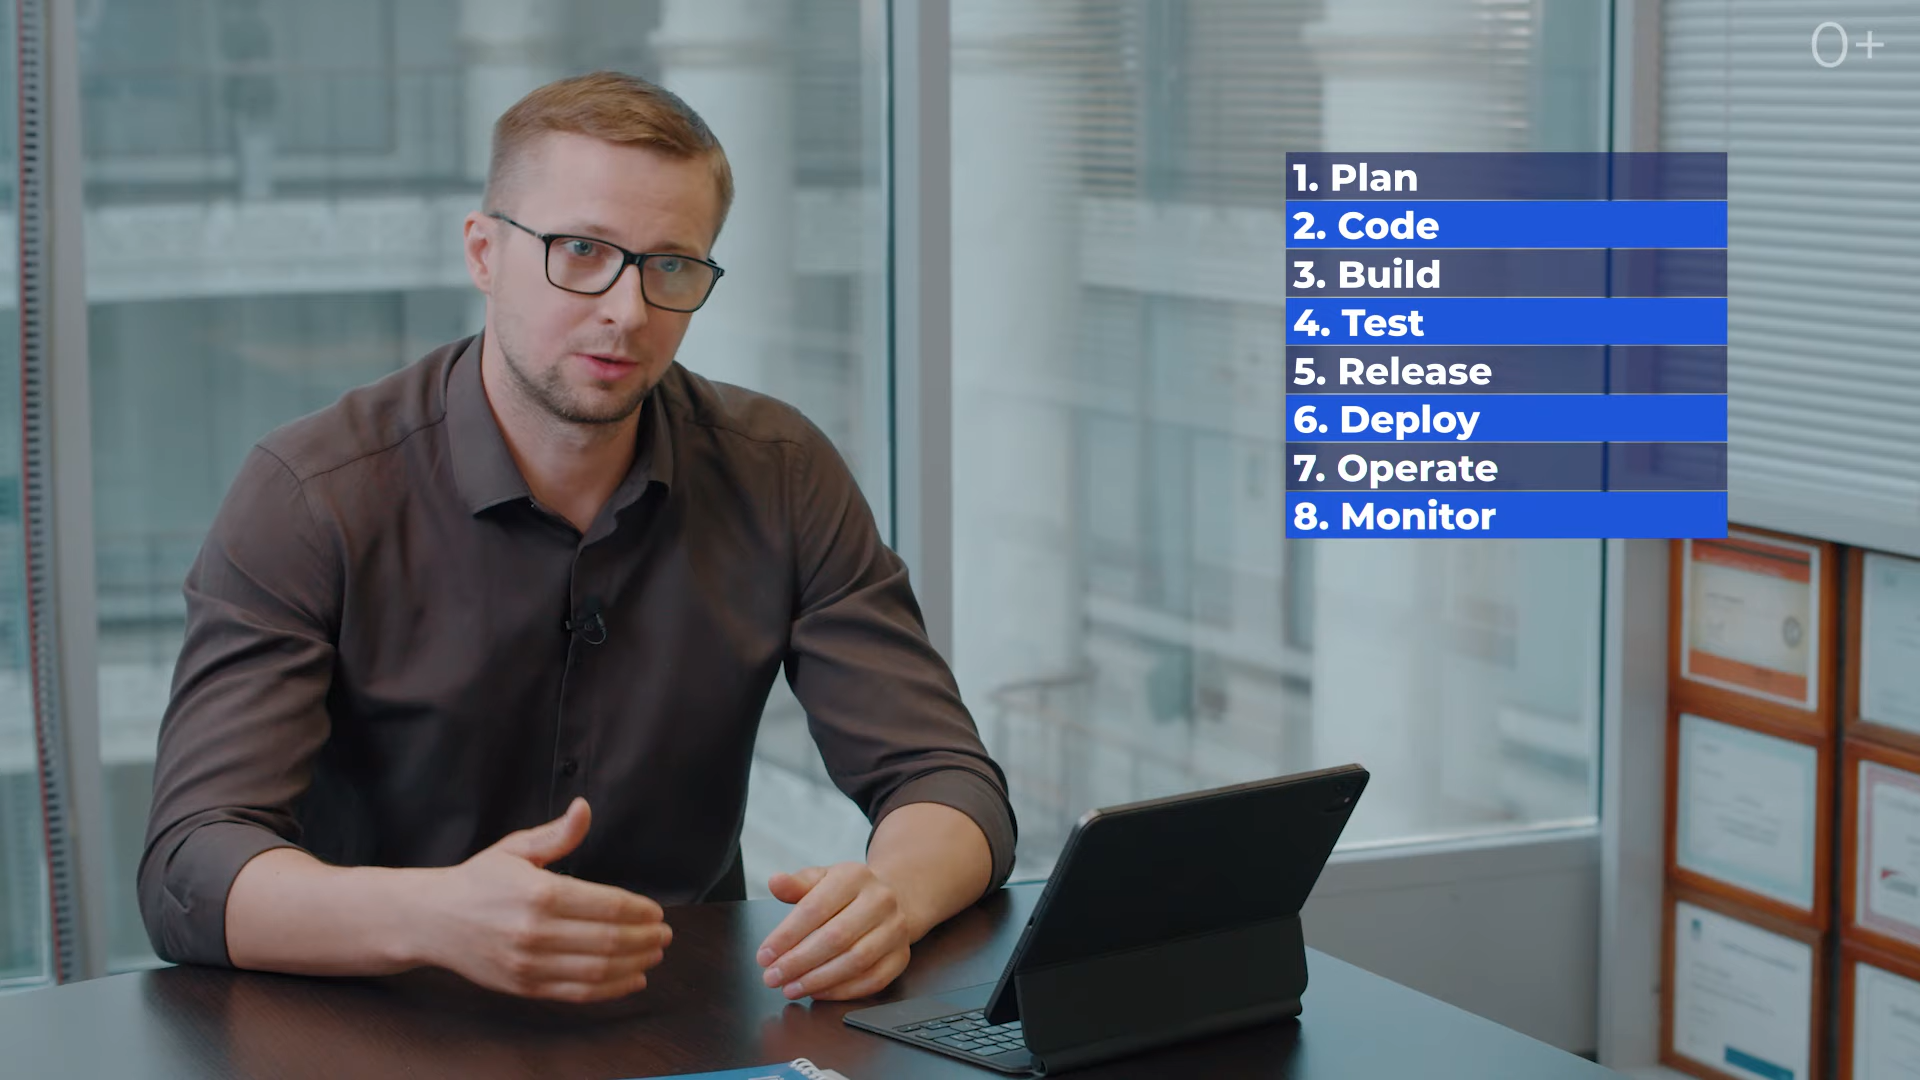 0+
1. Plan
2. Code
3. Build
4. Test
5. Release
6. Deploy
7. Operate
8. Monitor